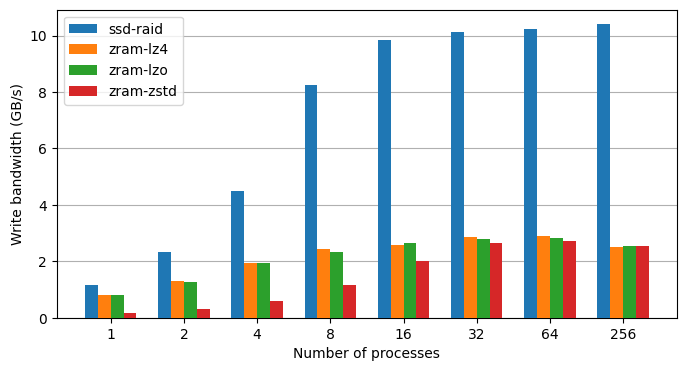 ssd-raid
zram-lz4
zram-lzo
zram-zstd
Write bandwidth (GB/s)
10
8
6
4
2
0
1 2 4 8 16 32 64 256
Number of processes